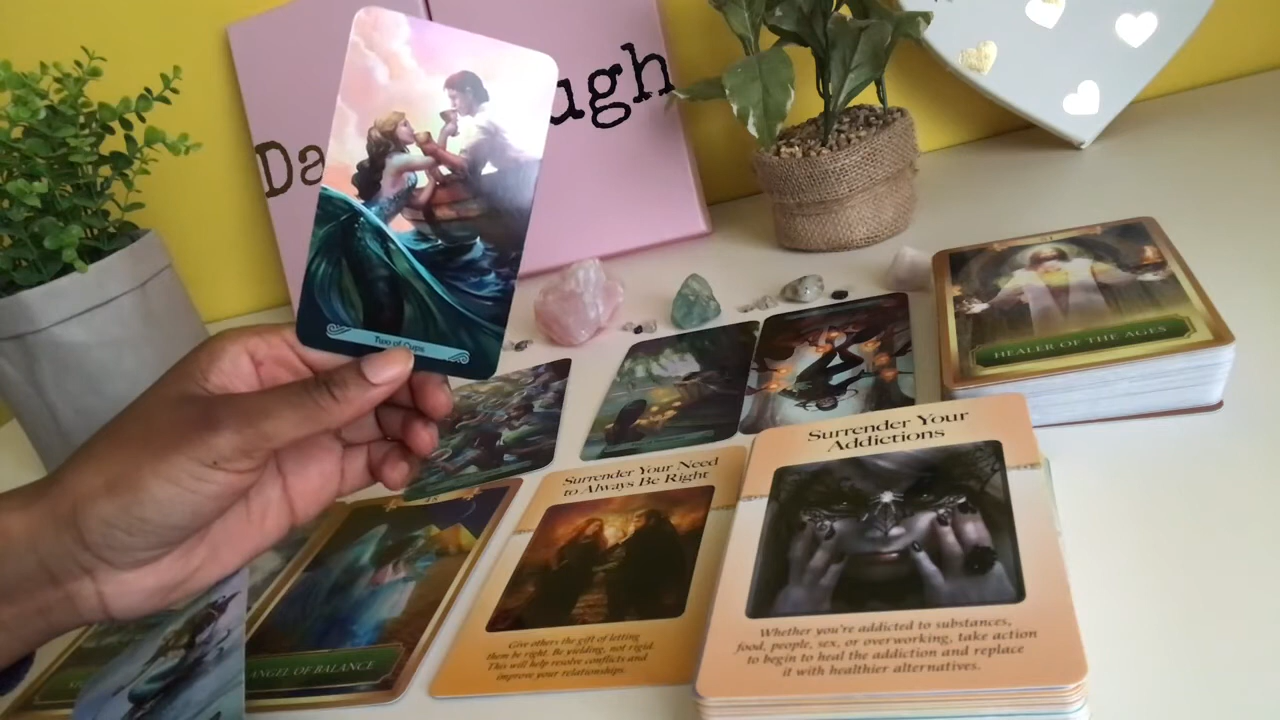 Da
ugh
Two of Cups
HEALER OF THE AGES
Surrender Your
Addictions
Whether you're addicted to substances,
food, people, sex, or overworking, take action
to begin to heal the addiction and replace
it with healthier alternatives.
Surrender Your Need
to Always Be Right
Give others the gift of letting
them be right. Be yielding, not rigid.
This will help resolve conflicts and
improve your relationships.
45
ANGEL OF BALANCE